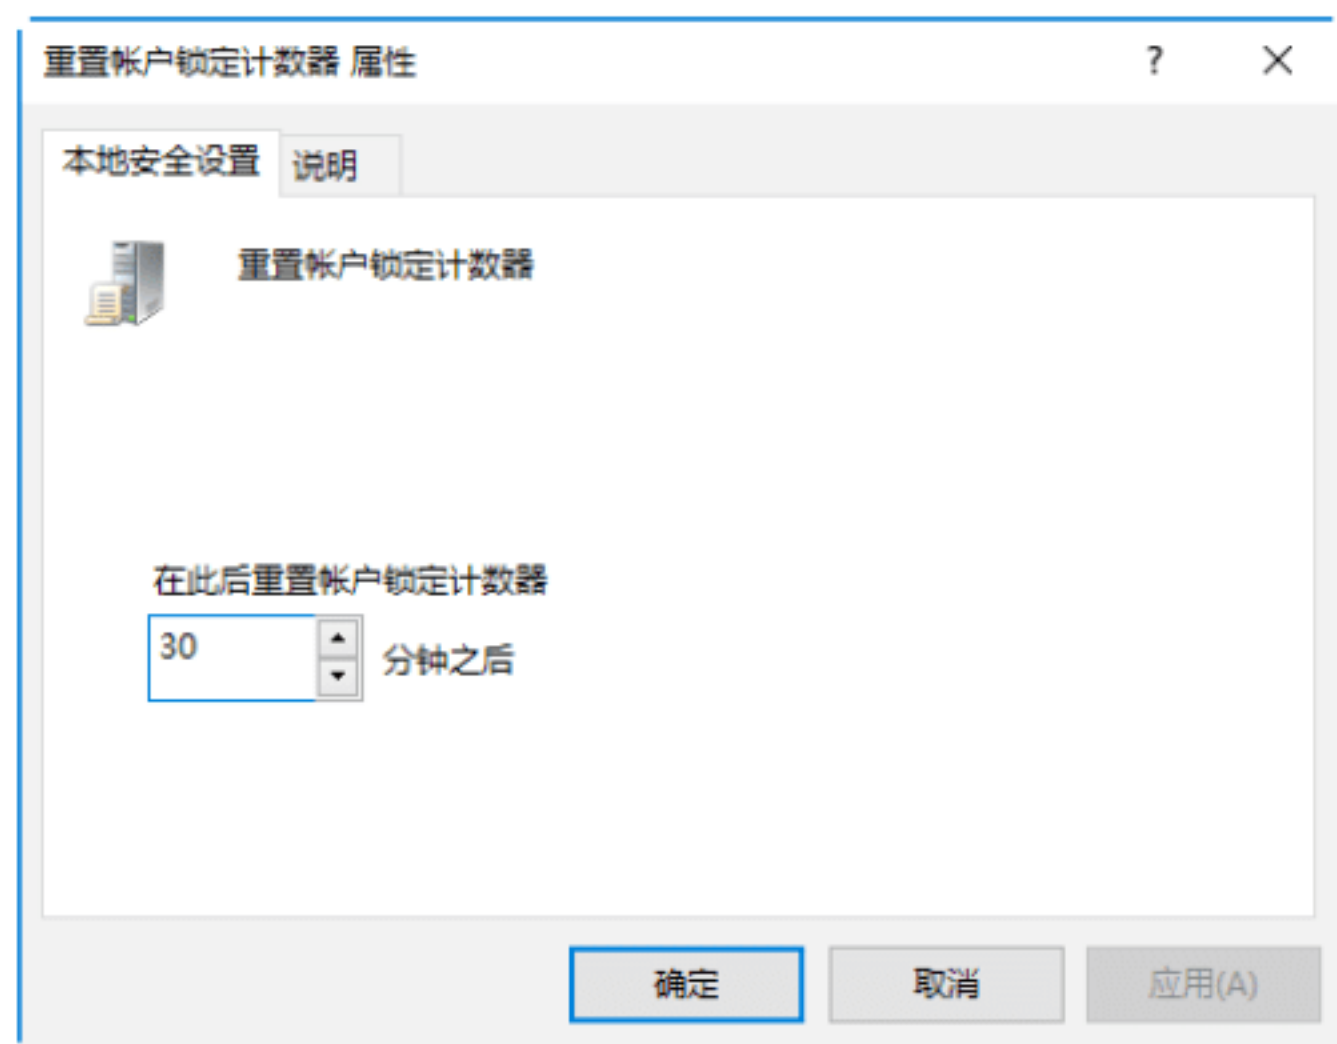 重置帐户锁定计数器 属性
?
本地安全设置
说明
重置帐户锁定计数器
在此后重置帐户锁定计数器
30
分钟之后
确定
取消
应用(A)